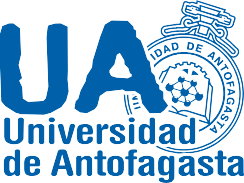 UA
IDAD DE ANTOFAGASTA
Universidad
de Antofagasta